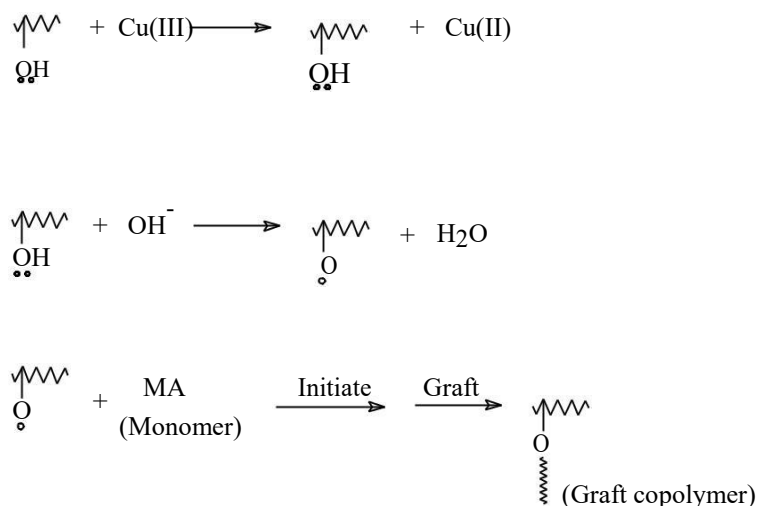 + Cu(III) + Cu(II)
OH OH
+ OH⁻ + H₂O
OH O
+ MA Initiate Graft
O (Monomer)
O
(Graft copolymer)